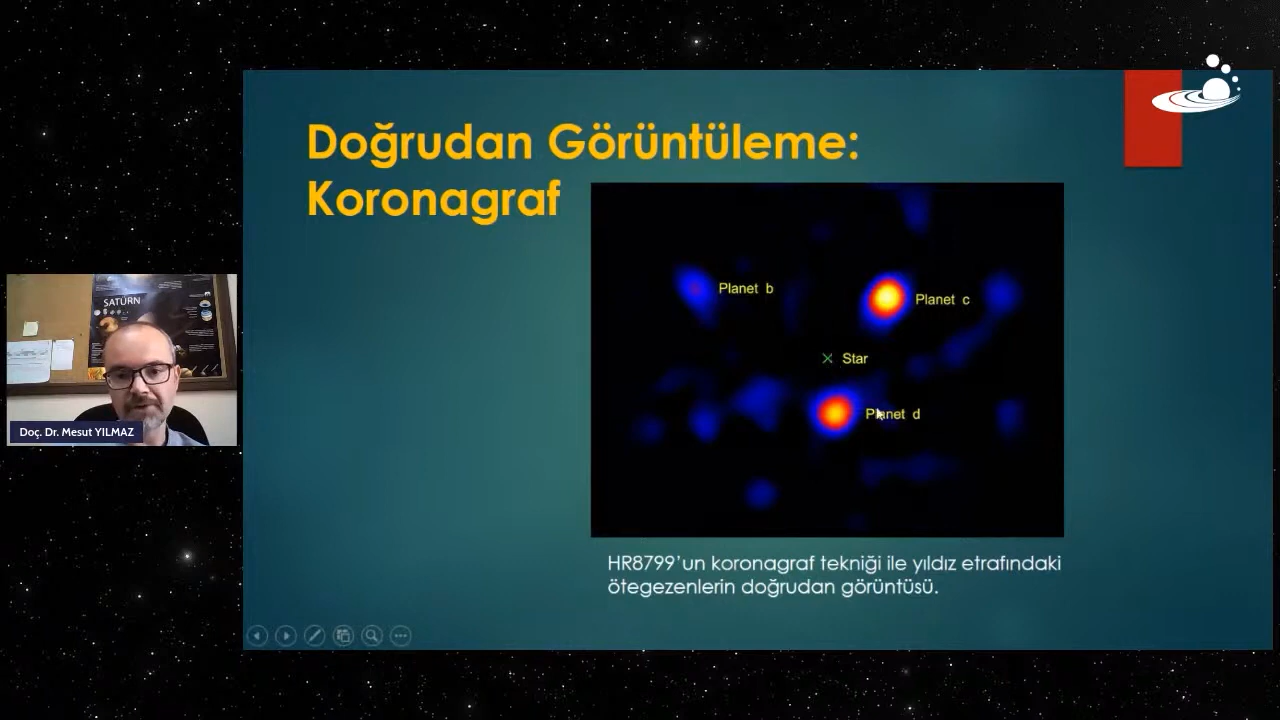 Doğrudan Görüntüleme:
Koronagraf
Planet b
Planet c
Star
Planet d
HR8799’un koronagraf tekniği ile yıldız etrafındaki
ötegezenlerin doğrudan görüntüsü.
SATÜRN
Doç. Dr. Mesut YILMAZ